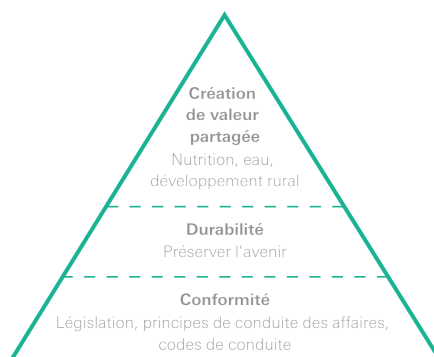 Création
de valeur
partagée
Nutrition, eau,
développement rural
Durabilité
Préserver l'avenir
Conformité
Législation, principes de conduite des affaires,
codes de conduite